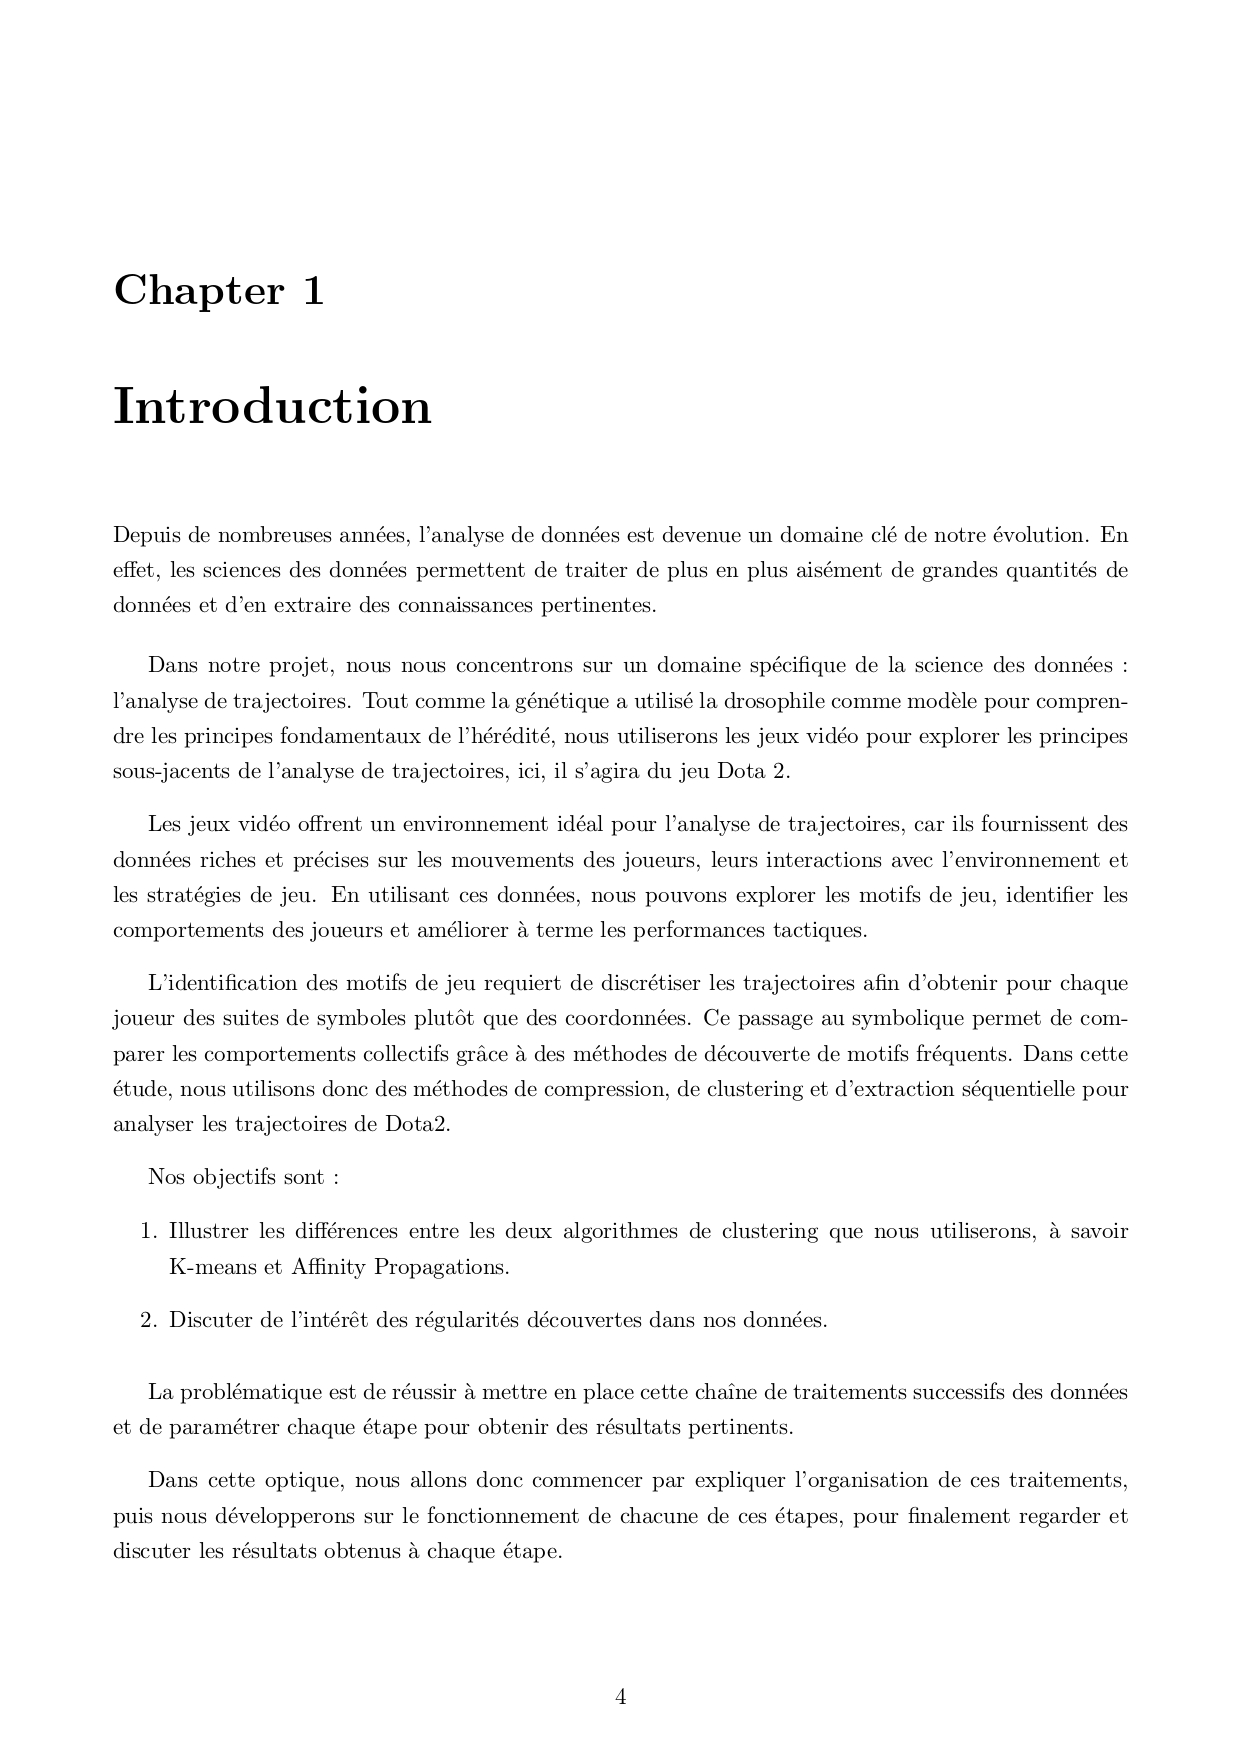 Chapter 1
Introduction
Depuis de nombreuses années, l'analyse de données est devenue un domaine clé de notre évolution. En
effet, les sciences des données permettent de traiter de plus en plus aisément de grandes quantités de
données et d'en extraire des connaissances pertinentes.
Dans notre projet, nous nous concentrons sur un domaine spécifique de la science des données :
l'analyse de trajectoires. Tout comme la génétique a utilisé la drosophile comme modèle pour compren-
dre les principes fondamentaux de l'hérédité, nous utiliserons les jeux vidéo pour explorer les principes
sous-jacents de l'analyse de trajectoires, ici, il s'agira du jeu Dota 2.
Les jeux vidéo offrent un environnement idéal pour l'analyse de trajectoires, car ils fournissent des
données riches et précises sur les mouvements des joueurs, leurs interactions avec l'environnement et
les stratégies de jeu. En utilisant ces données, nous pouvons explorer les motifs de jeu, identifier les
comportements des joueurs et améliorer à terme les performances tactiques.
L'identification des motifs de jeu requiert de discrétiser les trajectoires afin d'obtenir pour chaque
joueur des suites de symboles plutôt que des coordonnées. Ce passage au symbolique permet de com-
parer les comportements collectifs grâce à des méthodes de découverte de motifs fréquents. Dans cette
étude, nous utilisons donc des méthodes de compression, de clustering et d'extraction séquentielle pour
analyser les trajectoires de Dota2.
Nos objectifs sont :
1. Illustrer les différences entre les deux algorithmes de clustering que nous utiliserons, à savoir
K-means et Affinity Propagations.
2. Discuter de l'intérêt des régularités découvertes dans nos données.
La problématique est de réussir à mettre en place cette chaîne de traitements successifs des données
et de paramétrer chaque étape pour obtenir des résultats pertinents.
Dans cette optique, nous allons donc commencer par expliquer l'organisation de ces traitements,
puis nous développerons sur le fonctionnement de chacune de ces étapes, pour finalement regarder et
discuter les résultats obtenus à chaque étape.
4